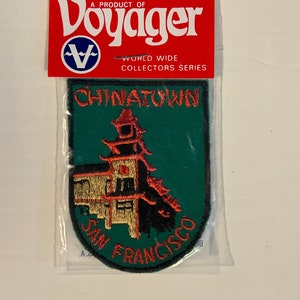 A PRODUCT OF
Voyager
V
WORLD WIDE
COLLECTORS SERIES
CHINATOWN
SAN FRANCISCO